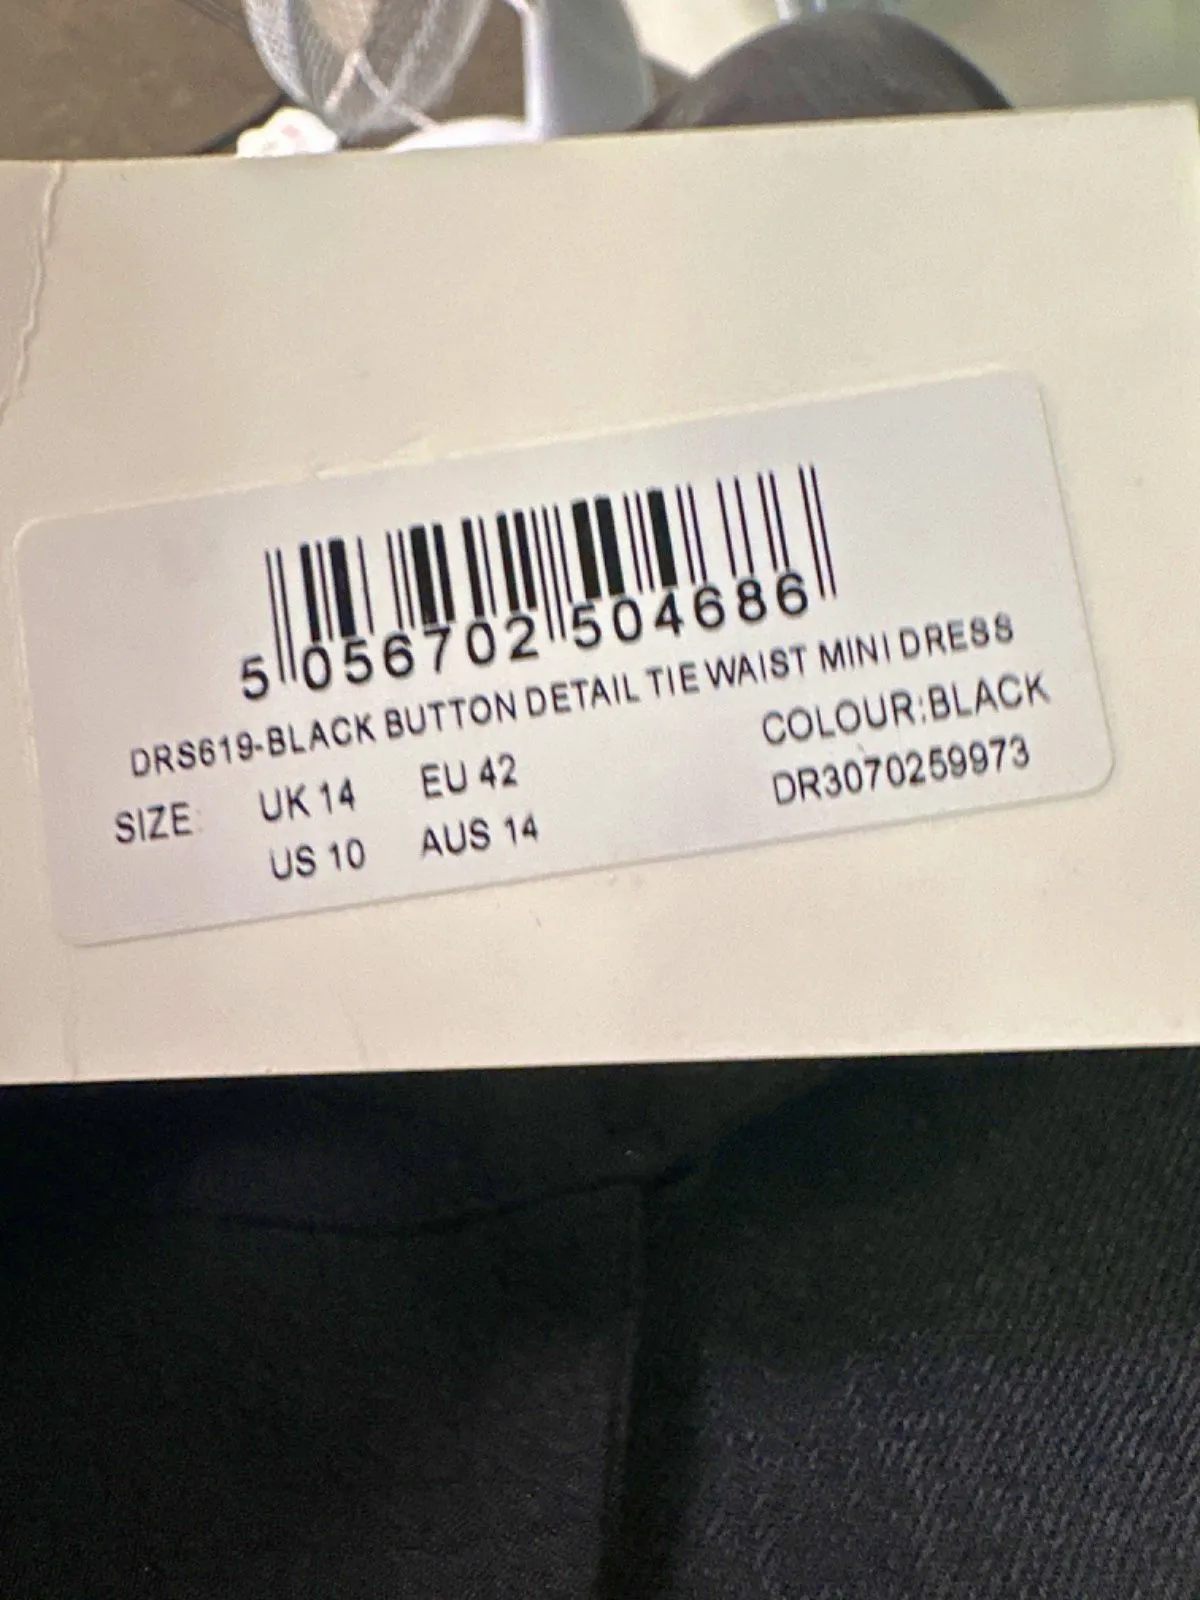 5 056702 504686
DRS619-BLACK BUTTON DETAIL TIE WAIST MINI DRESS
SIZE: UK 14 EU 42 COLOUR:BLACK
US 10 AUS 14 DR3070259973